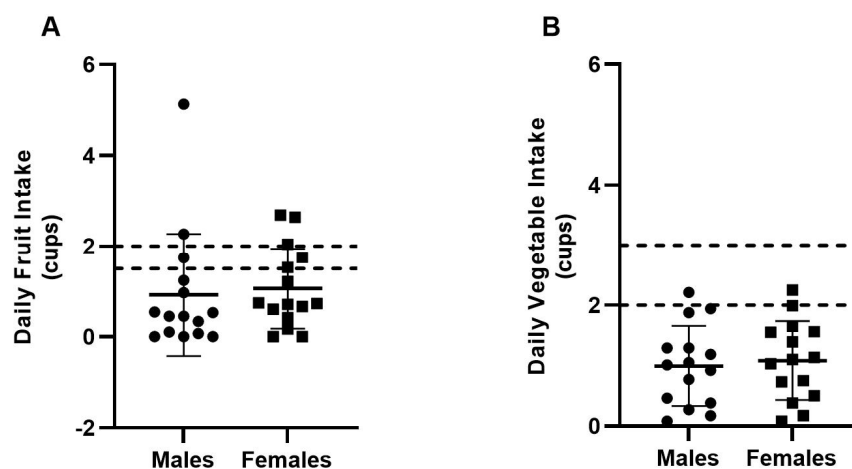 A
Daily Fruit Intake
(cups)
6
4
2
0
-2
Males Females
B
Daily Vegetable Intake
(cups)
6
4
2
0
Males Females